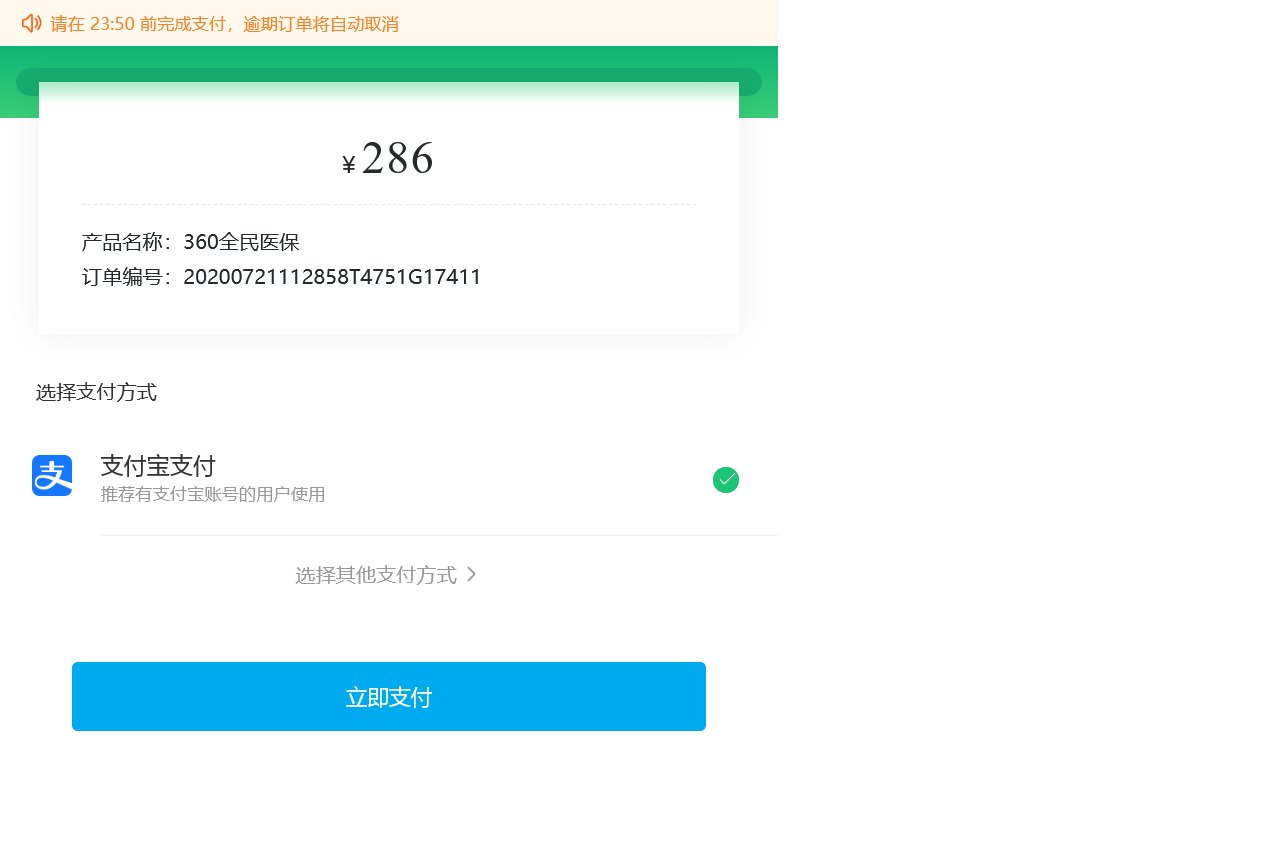 请在 23:50 前完成支付，逾期订单将自动取消
¥286
产品名称：360全民医保
订单编号：20200721112858T4751G17411
选择支付方式
支
支付宝支付
推荐有支付宝账号的用户使用
选择其他支付方式
立即支付